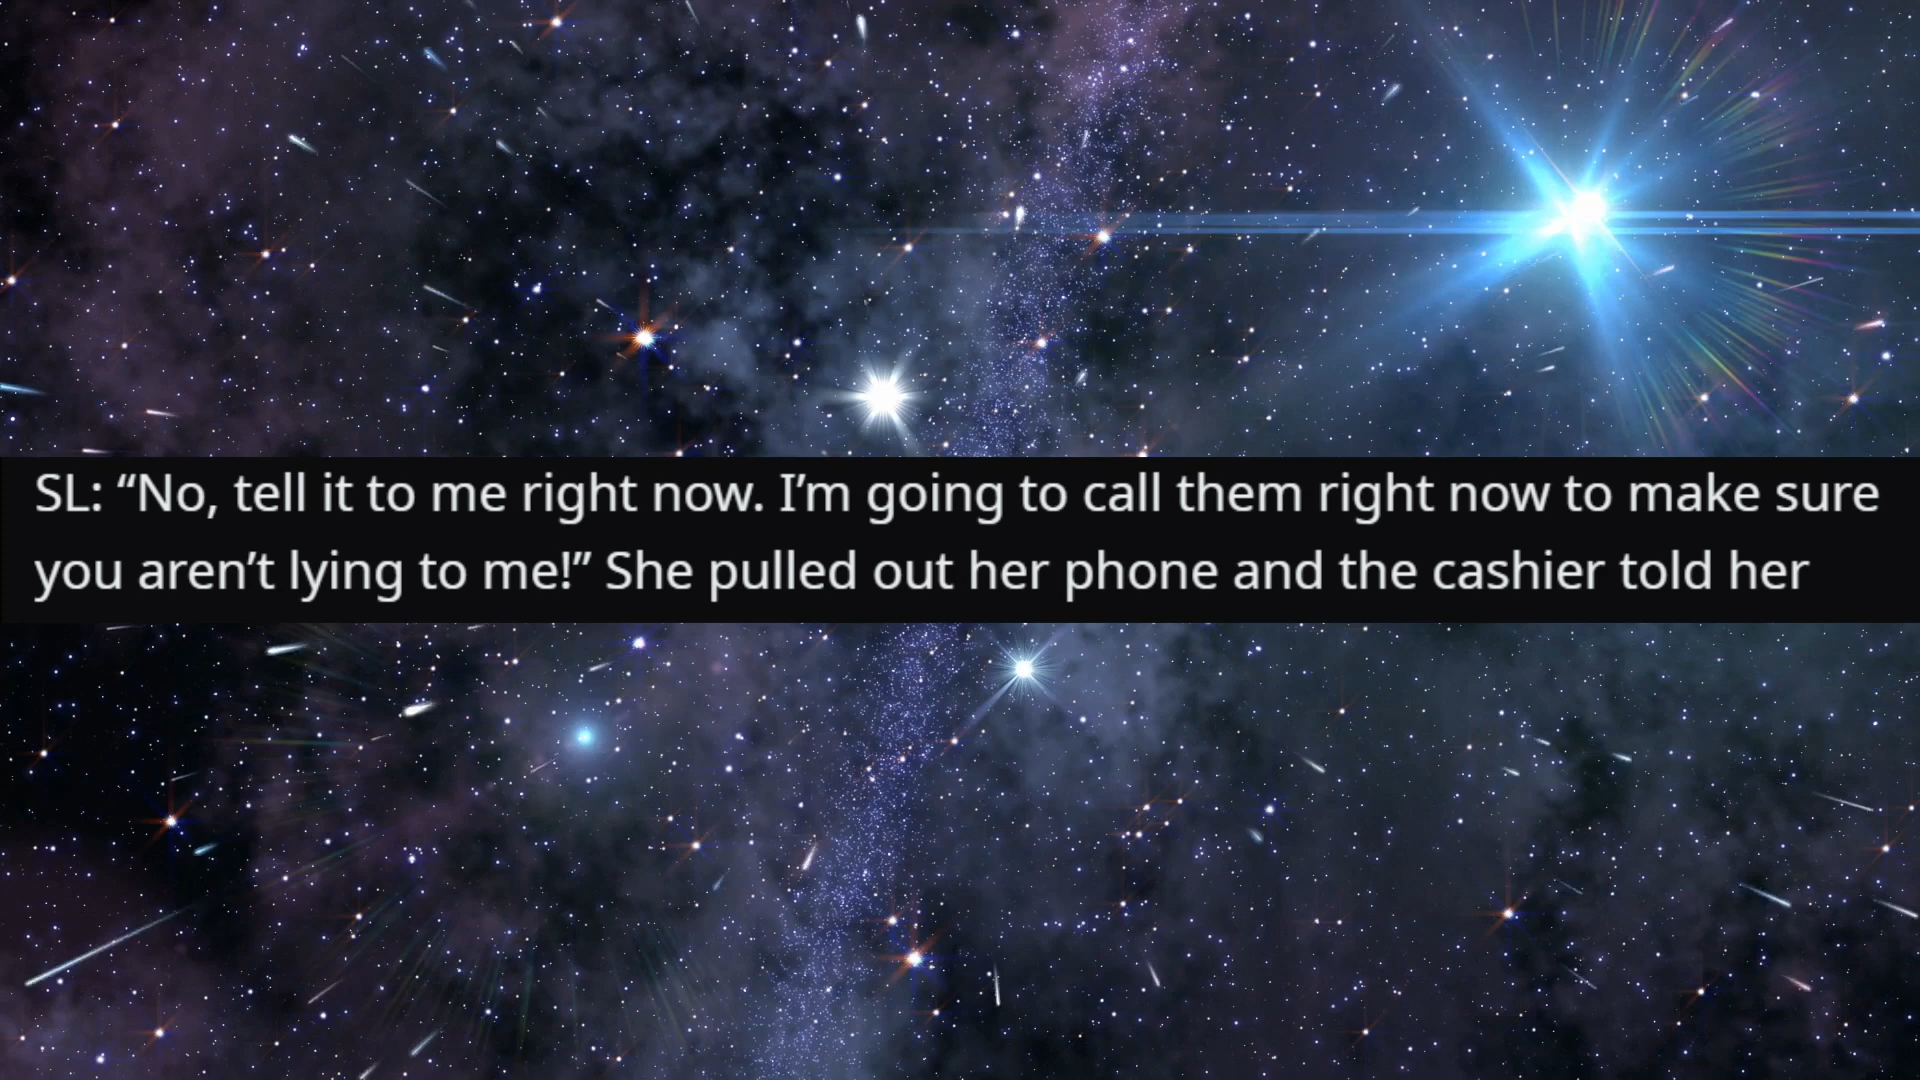 SL: “No, tell it to me right now. I’m going to call them right now to make sure
you aren’t lying to me!” She pulled out her phone and the cashier told her